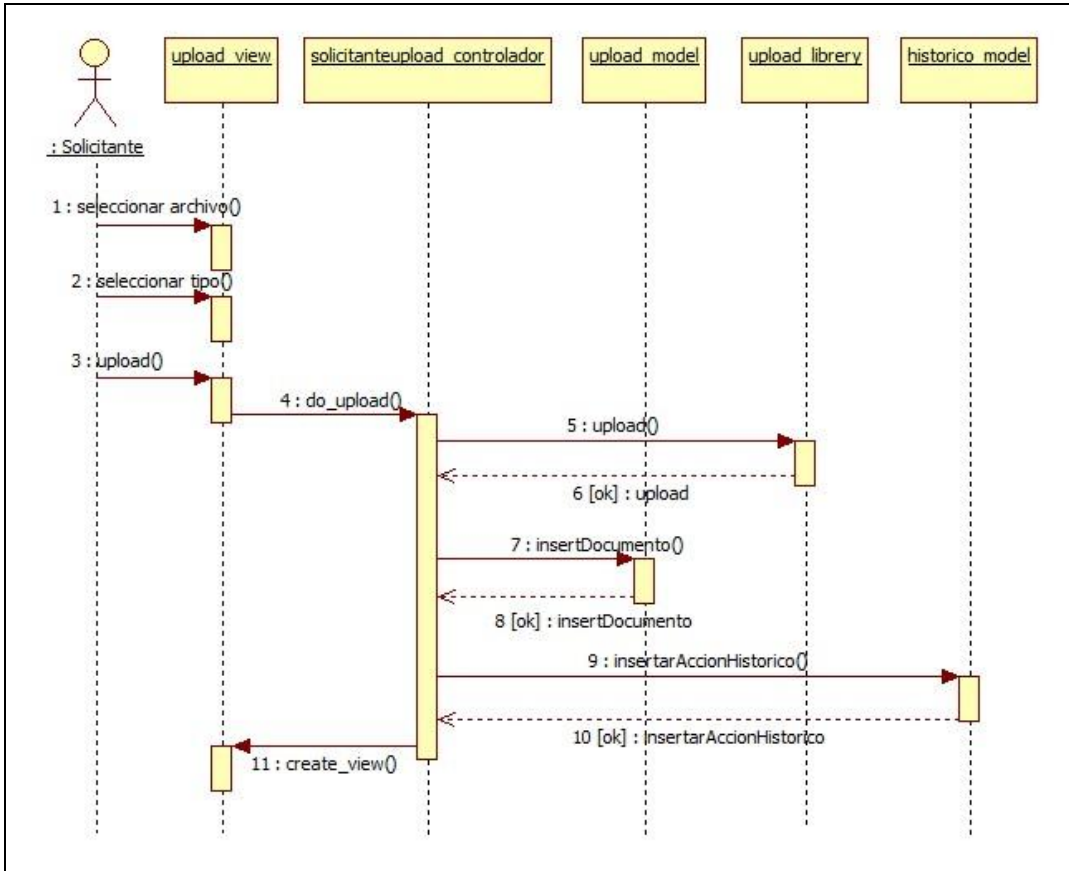 upload_view
solicitanteupload_controlador
upload_model
upload_librery
historico_model
: Solicitante
1 : seleccionar archivo()
2 : seleccionar tipo()
3 : upload()
4 : do_upload()
5 : upload()
6 [ok] : upload
7 : insertDocumento()
8 [ok] : insertDocumento
9 : insertarAccionHistorico()
10 [ok] : insertarAccionHistorico
11 : create_view()